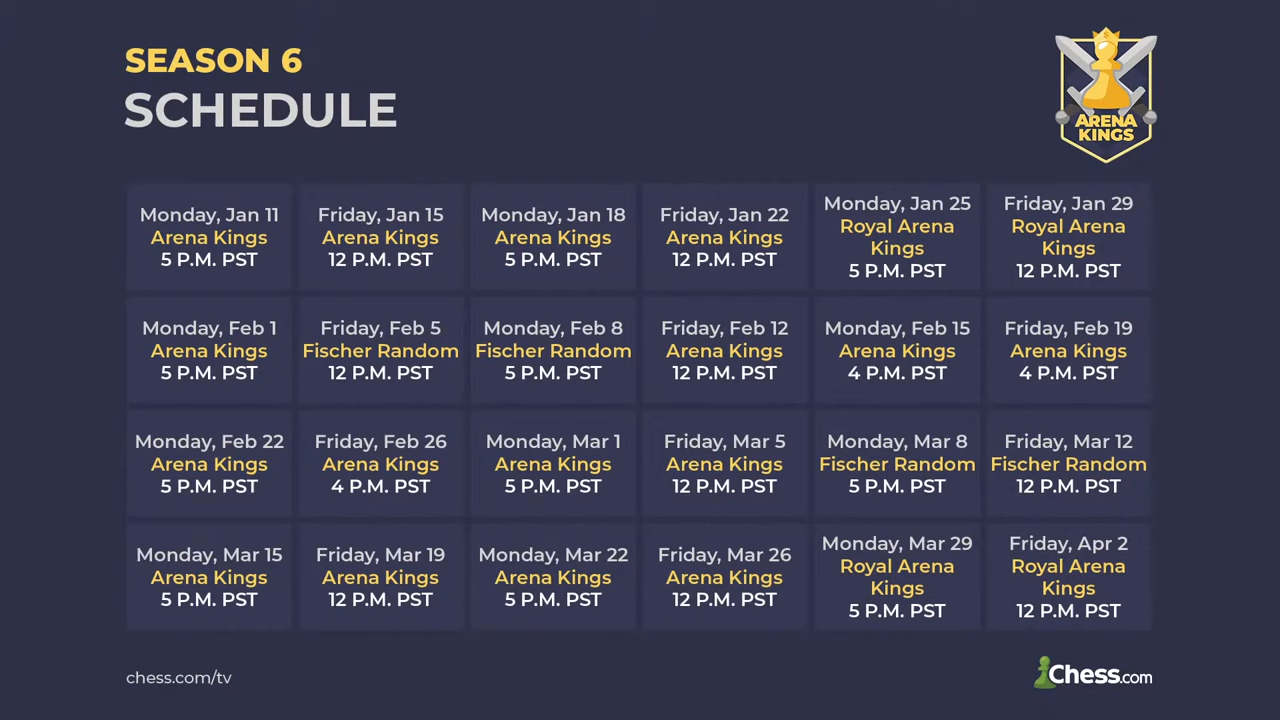 SEASON 6
SCHEDULE
ARENA
KINGS
Monday, Jan 11
Arena Kings
5 P.M. PST
Friday, Jan 15
Arena Kings
12 P.M. PST
Monday, Jan 18
Arena Kings
5 P.M. PST
Friday, Jan 22
Arena Kings
12 P.M. PST
Monday, Jan 25
Royal Arena
Kings
5 P.M. PST
Friday, Jan 29
Royal Arena
Kings
12 P.M. PST
Monday, Feb 1
Arena Kings
5 P.M. PST
Friday, Feb 5
Fischer Random
12 P.M. PST
Monday, Feb 8
Fischer Random
5 P.M. PST
Friday, Feb 12
Arena Kings
12 P.M. PST
Monday, Feb 15
Arena Kings
4 P.M. PST
Friday, Feb 19
Arena Kings
4 P.M. PST
Monday, Feb 22
Arena Kings
5 P.M. PST
Friday, Feb 26
Arena Kings
4 P.M. PST
Monday, Mar 1
Arena Kings
5 P.M. PST
Friday, Mar 5
Arena Kings
12 P.M. PST
Monday, Mar 8
Fischer Random
5 P.M. PST
Friday, Mar 12
Fischer Random
12 P.M. PST
Monday, Mar 15
Arena Kings
5 P.M. PST
Friday, Mar 19
Arena Kings
12 P.M. PST
Monday, Mar 22
Arena Kings
5 P.M. PST
Friday, Mar 26
Arena Kings
12 P.M. PST
Monday, Mar 29
Royal Arena
Kings
5 P.M. PST
Friday, Apr 2
Royal Arena
Kings
12 P.M. PST
chess.com/tv
Chess.com